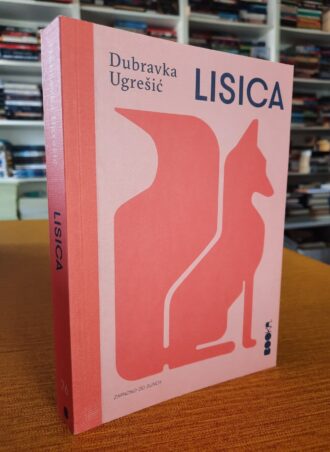 Dubravka
Ugrešić
LISICA
LISICA
ZAPADNO OD SUNCA